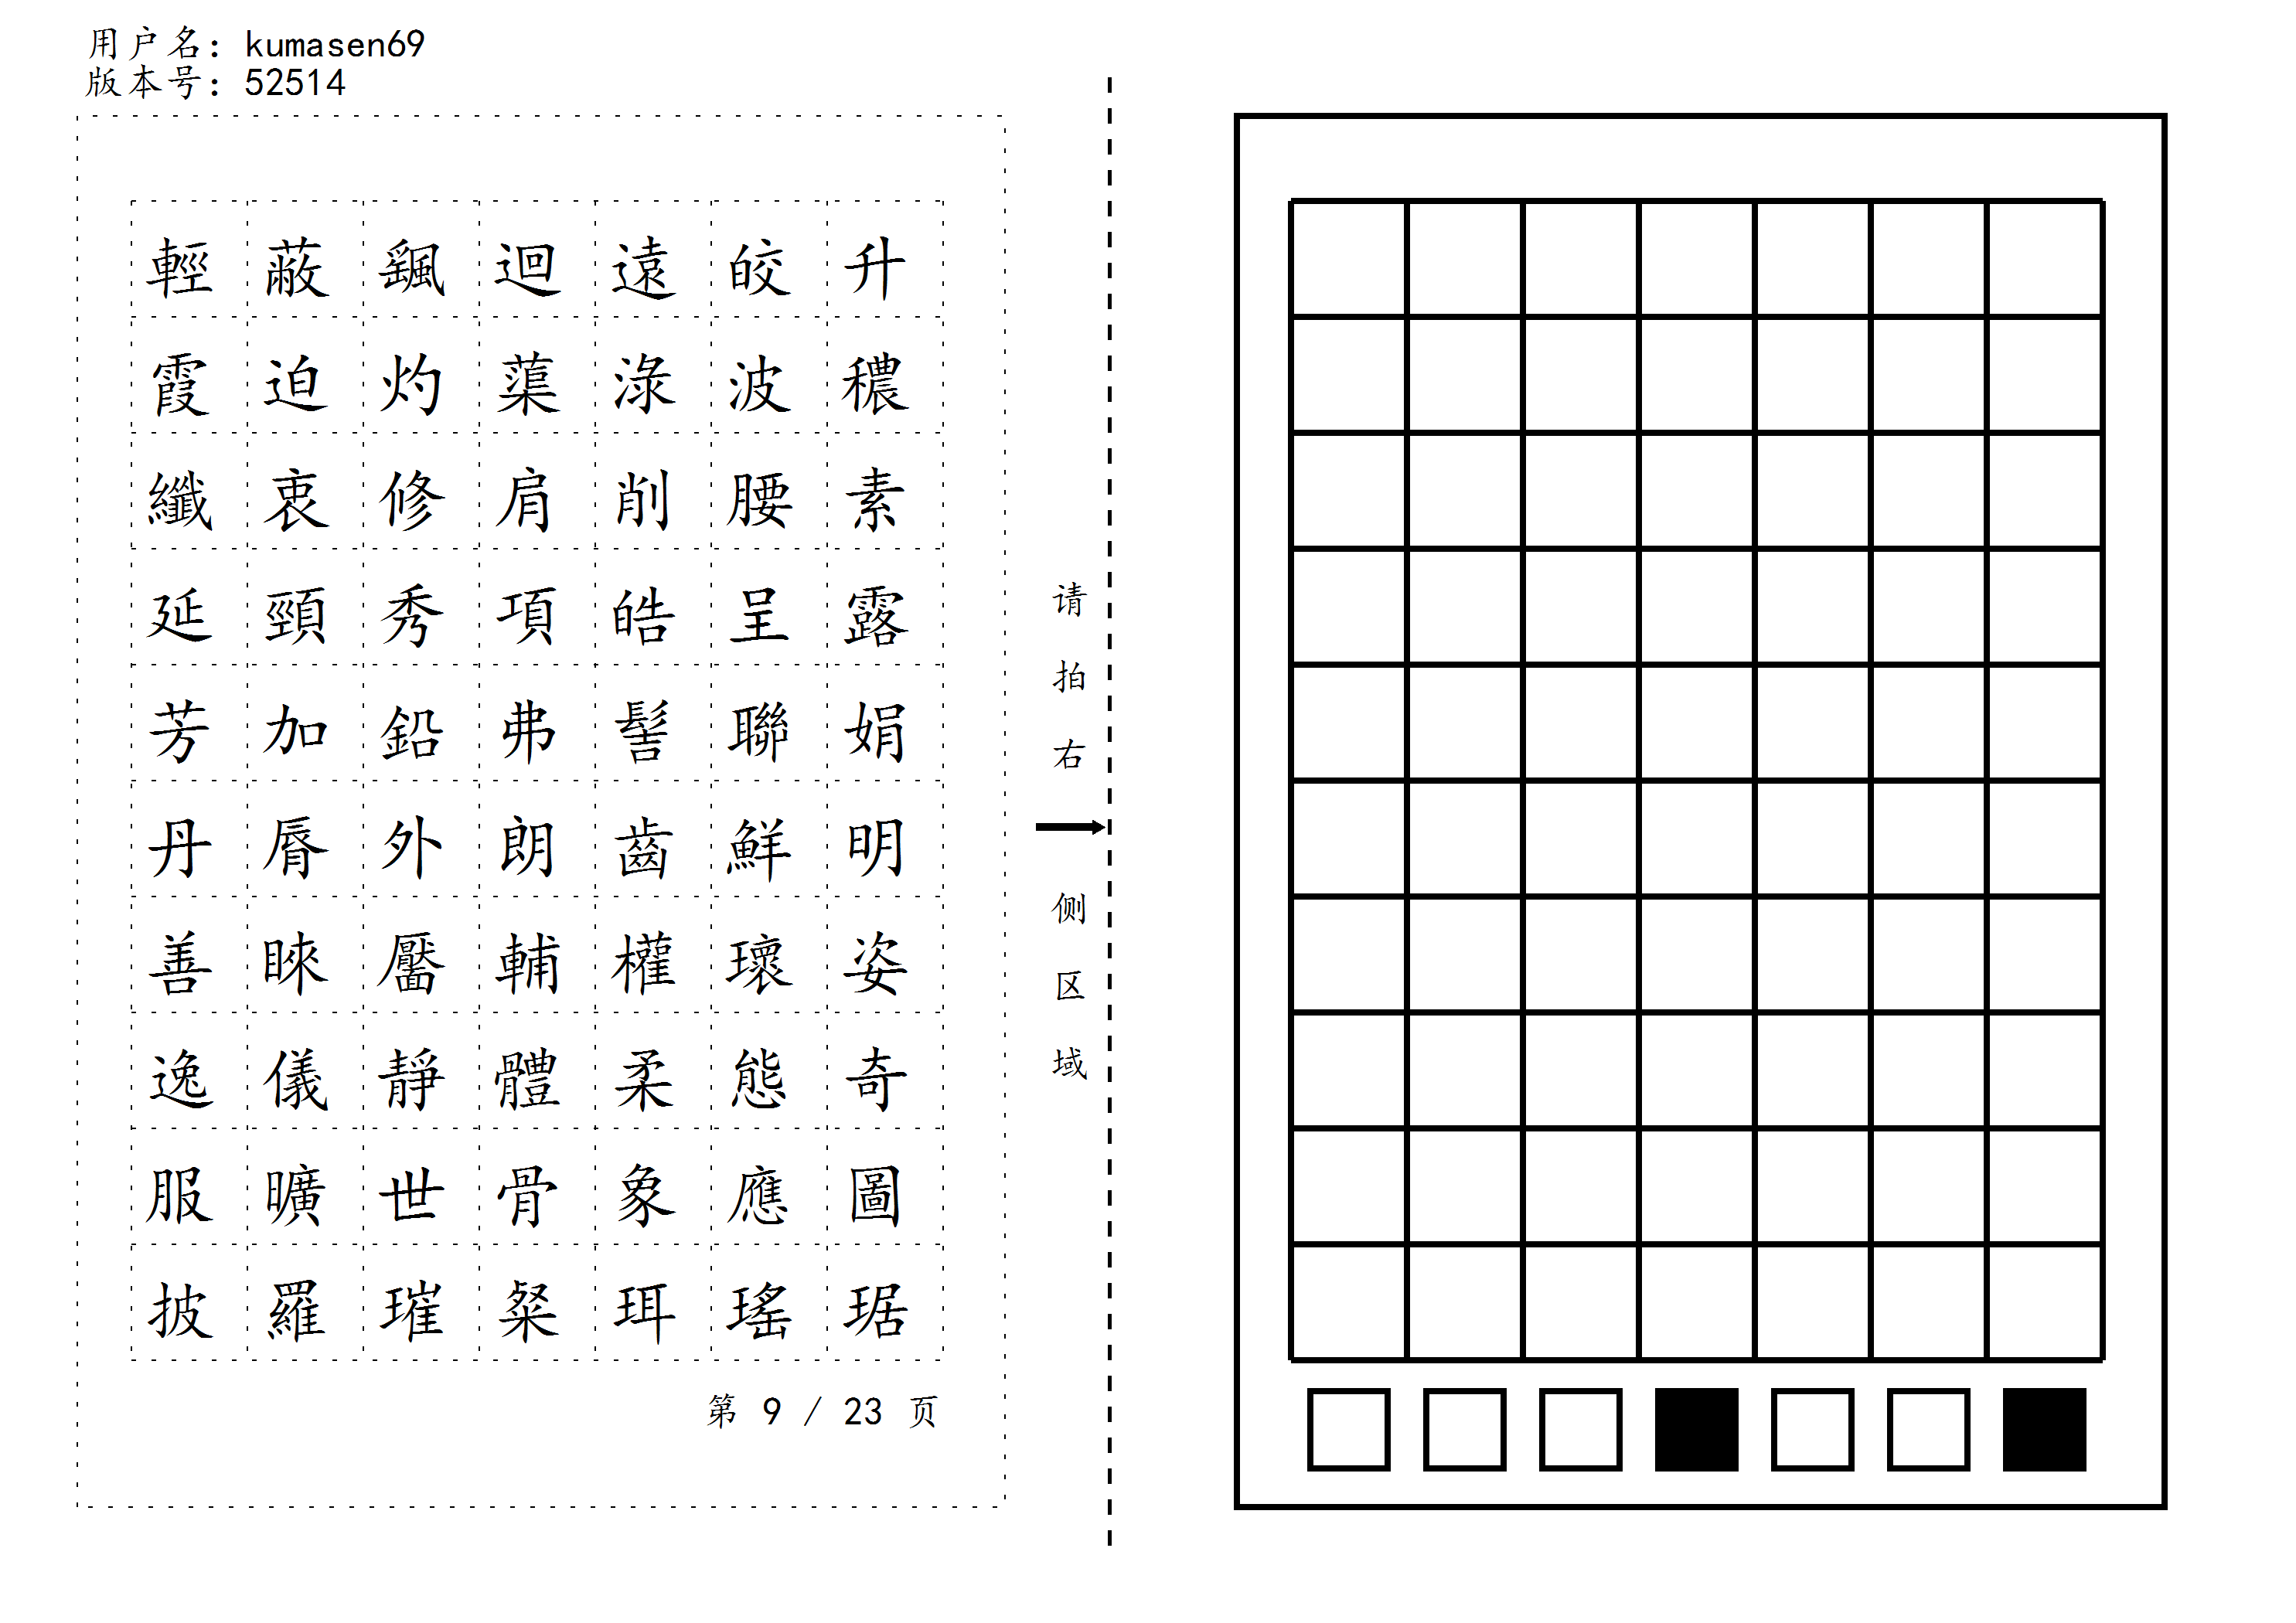 用户名: kumasen69
版本号: 52514
輕蔽飄迴遠皎升
霞迫灼蕖淥波穠
纖衷修肩削腰素
延頸秀項皓呈露
芳加鉛弗髻聯娟
丹脣外朗齒鮮明
善睞靨輔權瓌姿
逸儀靜體柔態奇
服曠世骨象應圖
披羅璀粲珥瑤琚
第 9 / 23 页
请拍右
侧区域